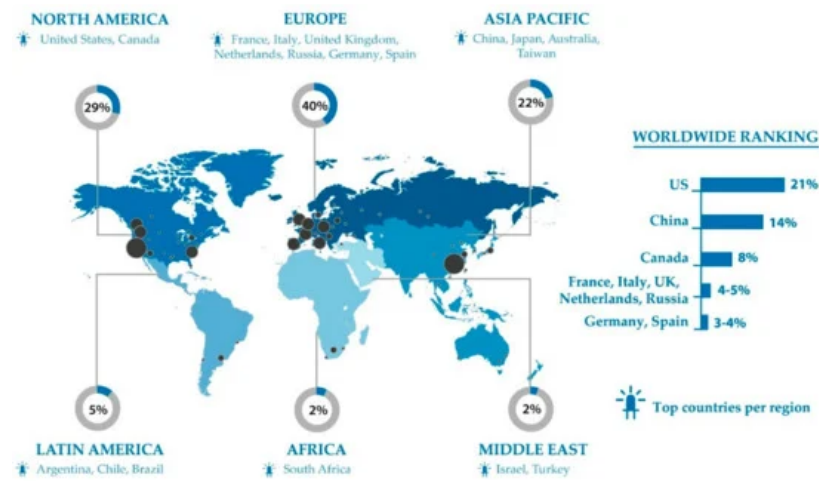 NORTH AMERICA
United States, Canada
EUROPE
France, Italy, United Kingdom,
Netherlands, Russia, Germany, Spain
ASIA PACIFIC
China, Japan, Australia,
Taiwan
29%
40%
22%
WORLDWIDE RANKING
US 21%
China 14%
Canada 8%
France, Italy, UK,
Netherlands, Russia 4-5%
Germany, Spain 3-4%
Top countries per region
5%
2%
2%
LATIN AMERICA
Argentina, Chile, Brazil
AFRICA
South Africa
MIDDLE EAST
Israel, Turkey